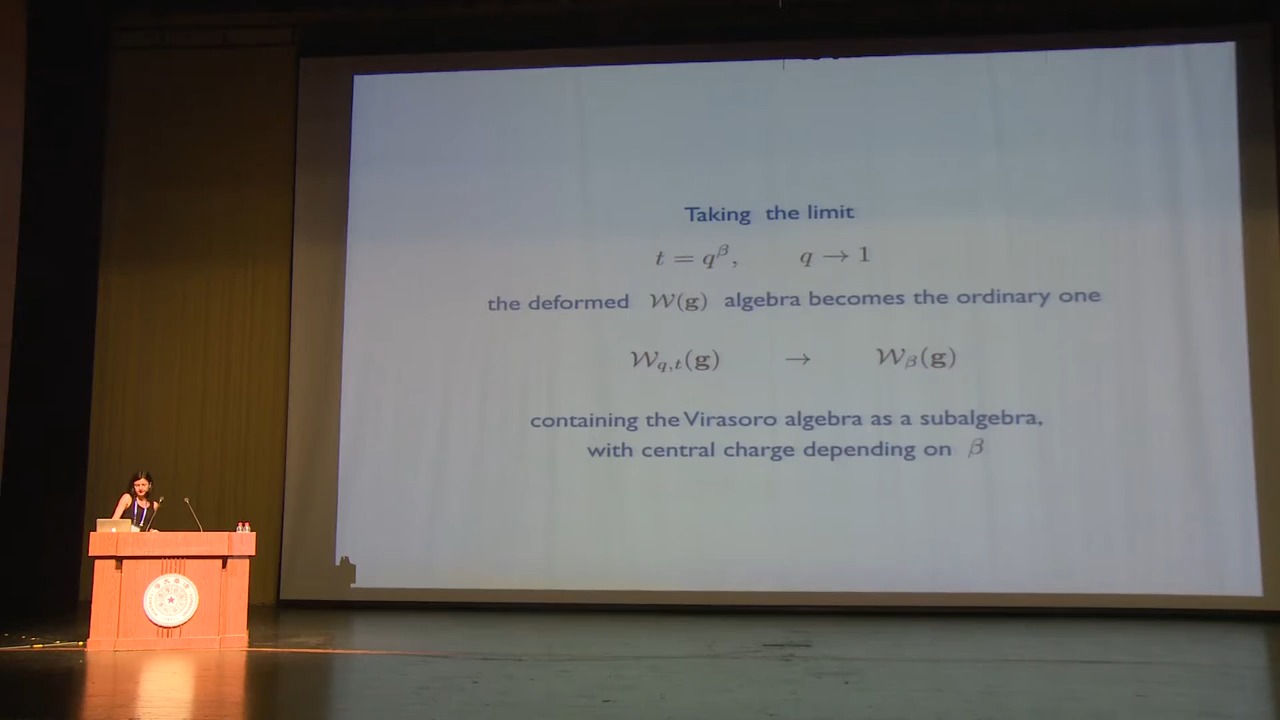 Taking the limit
t = q^β, q → 1
the deformed 𝒲(g) algebra becomes the ordinary one
𝒲_{q,t}(g) → 𝒲_β(g)
containing the Virasoro algebra as a subalgebra,
with central charge depending on β